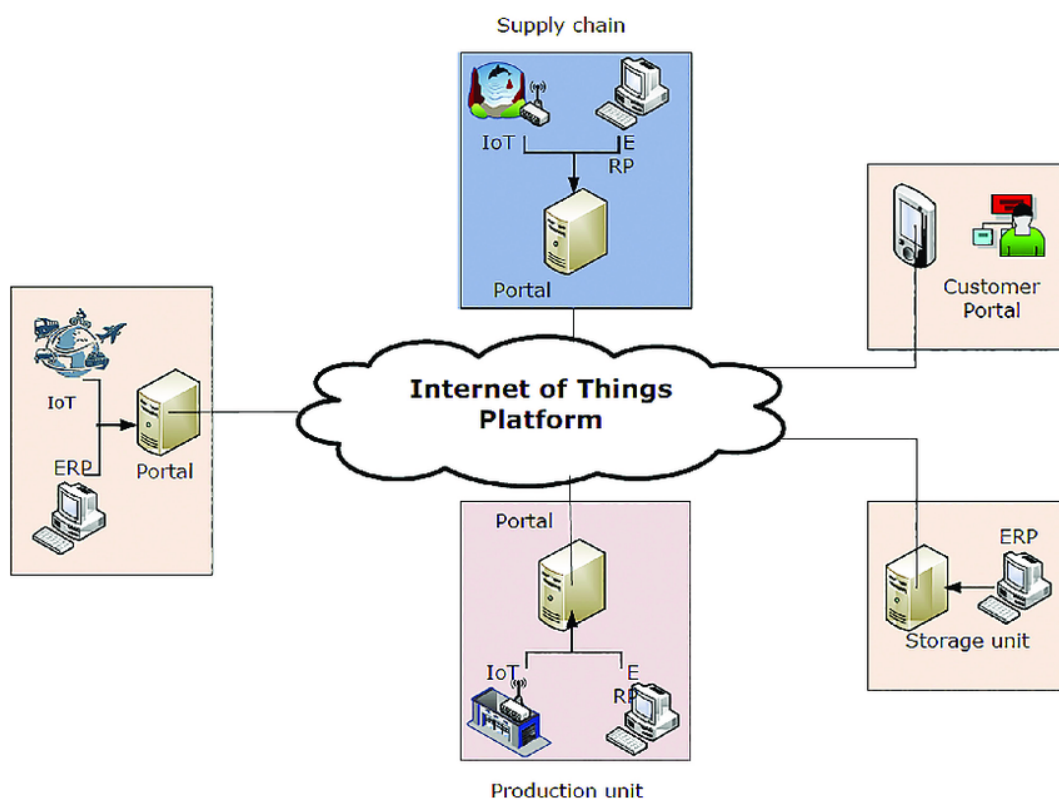 Supply chain
IoT
E
RP
Portal
Customer
Portal
IoT
ERP
Portal
Internet of Things
Platform
Portal
IoT
E
RP
Production unit
ERP
Storage unit